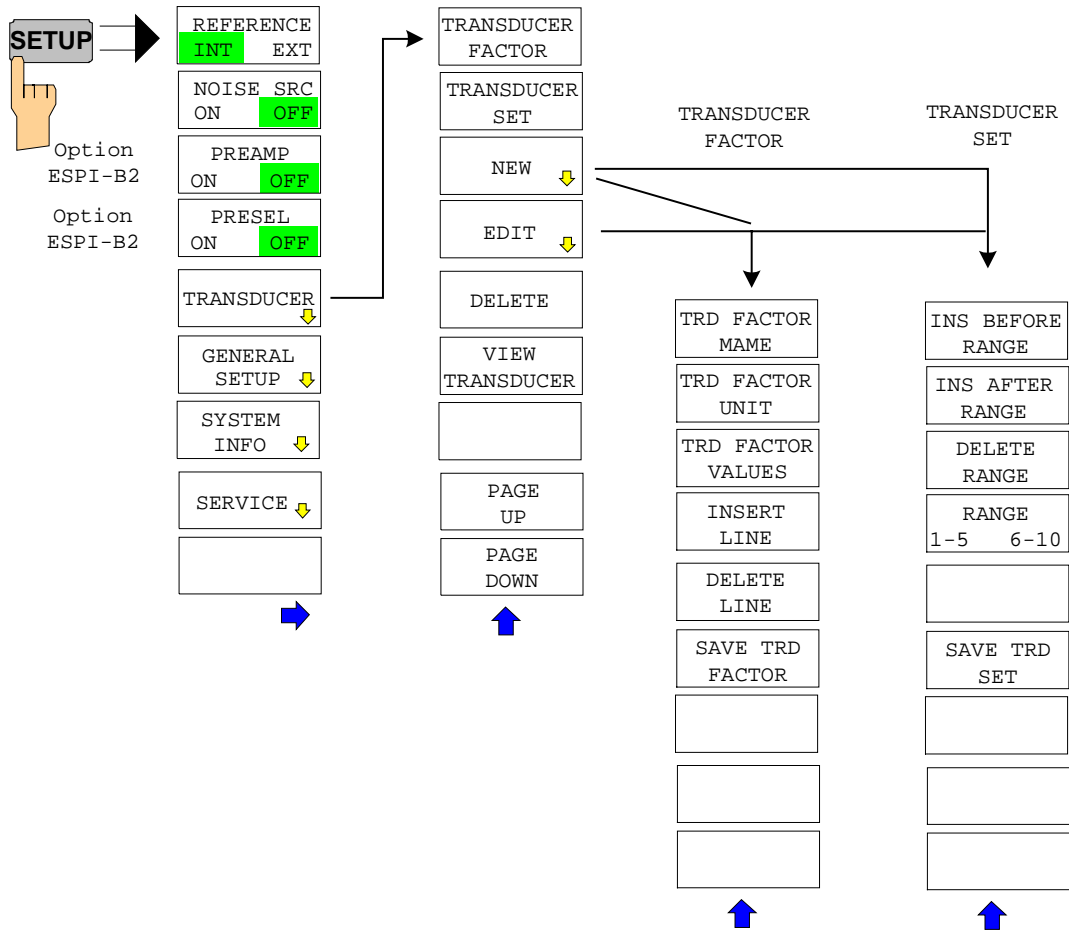 SETUP
Option
ESPI-B2
Option
ESPI-B2
REFERENCE
INT EXT
NOISE SRC
ON OFF
PREAMP
ON OFF
PRESEL
ON OFF
TRANSDUCER
GENERAL
SETUP
SYSTEM
INFO
SERVICE
TRANSDUCER
FACTOR
TRANSDUCER
SET
NEW
EDIT
DELETE
VIEW
TRANSDUCER
PAGE
UP
PAGE
DOWN
TRANSDUCER
FACTOR
TRD FACTOR
MAME
TRD FACTOR
UNIT
TRD FACTOR
VALUES
INSERT
LINE
DELETE
LINE
SAVE TRD
FACTOR
TRANSDUCER
SET
INS BEFORE
RANGE
INS AFTER
RANGE
DELETE
RANGE
RANGE
1-5 6-10
SAVE TRD
SET